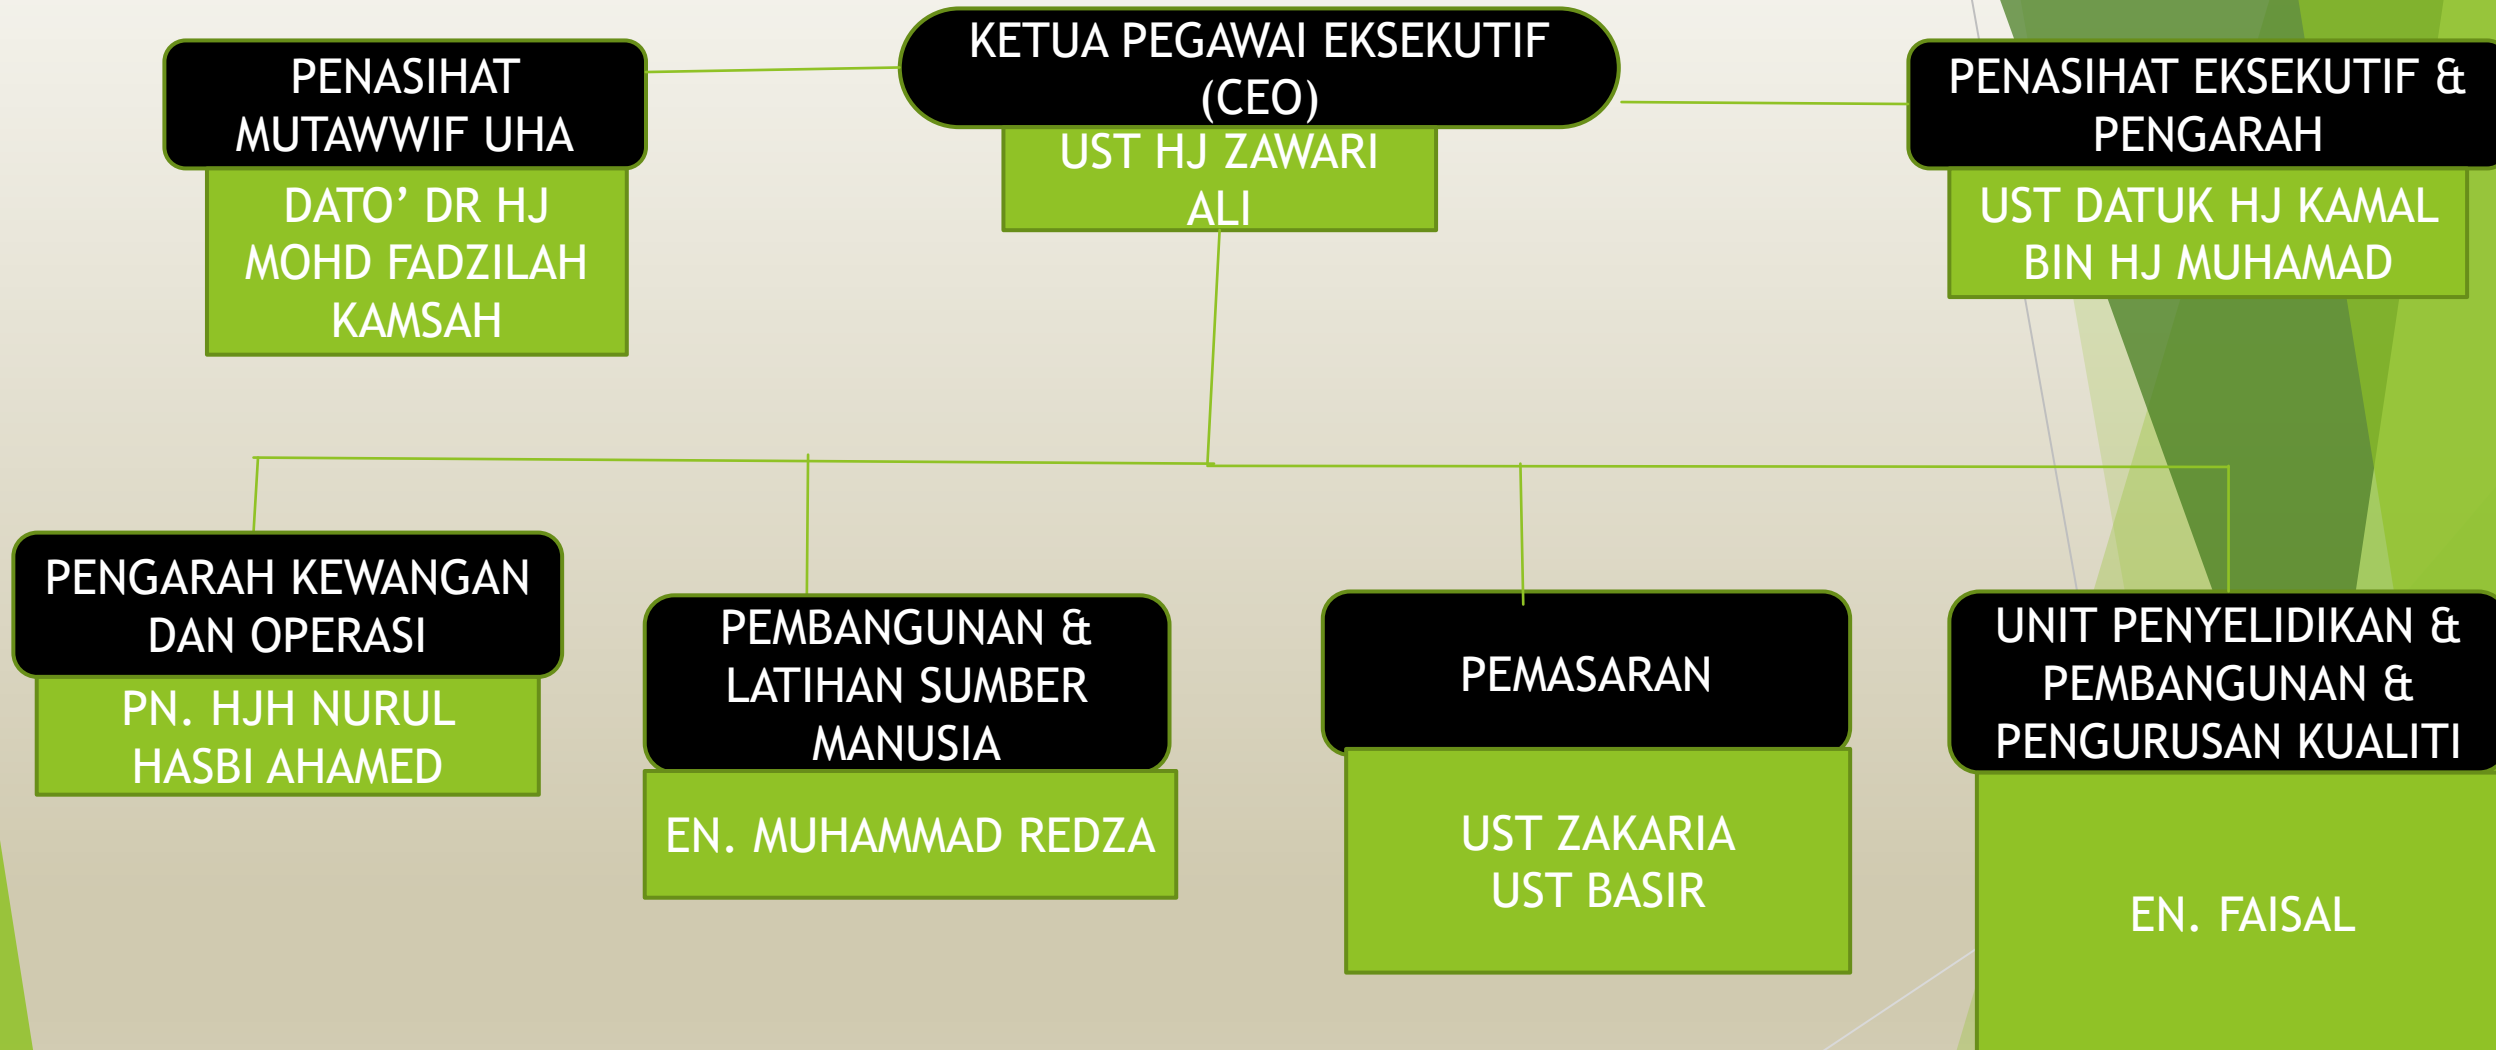 PENASIHAT
MUTAWWIF UHA
DATO’ DR HJ
MOHD FADZILAH
KAMSAH
KETUA PEGAWAI EKSEKUTIF
(CEO)
UST HJ ZAWARI
ALI
PENASIHAT EKSEKUTIF &
PENGARAH
UST DATUK HJ KAMAL
BIN HJ MUHAMAD
PENGARAH KEWANGAN
DAN OPERASI
PN. HJH NURUL
HASBI AHAMED
PEMBANGUNAN &
LATIHAN SUMBER
MANUSIA
EN. MUHAMMAD REDZA
PEMASARAN
UST ZAKARIA
UST BASIR
UNIT PENYELIDIKAN &
PEMBANGUNAN &
PENGURUSAN KUALITI
EN. FAISAL